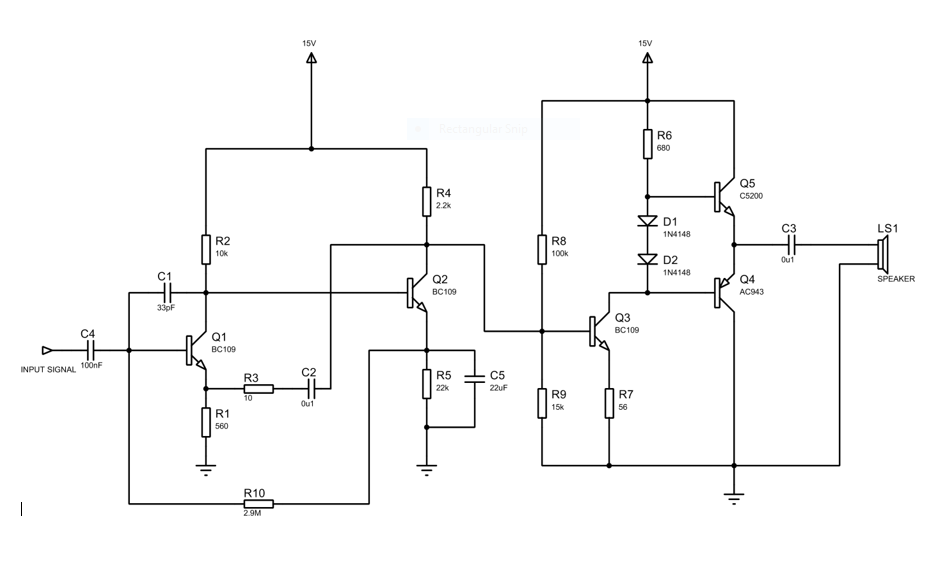 15V
15V
Rectangular Snip
R6
680
R4
2.2k
Q5
C5200
D1
1N4148
C3
0u1
LS1
SPEAKER
R2
10k
R8
100k
D2
1N4148
C1
33pF
Q2
BC109
Q4
AC943
Q3
BC109
Q1
BC109
C4
100nF
INPUT SIGNAL
R3
10
C2
0u1
R5
22k
C5
22uF
R9
15k
R7
56
R1
560
R10
2.9M